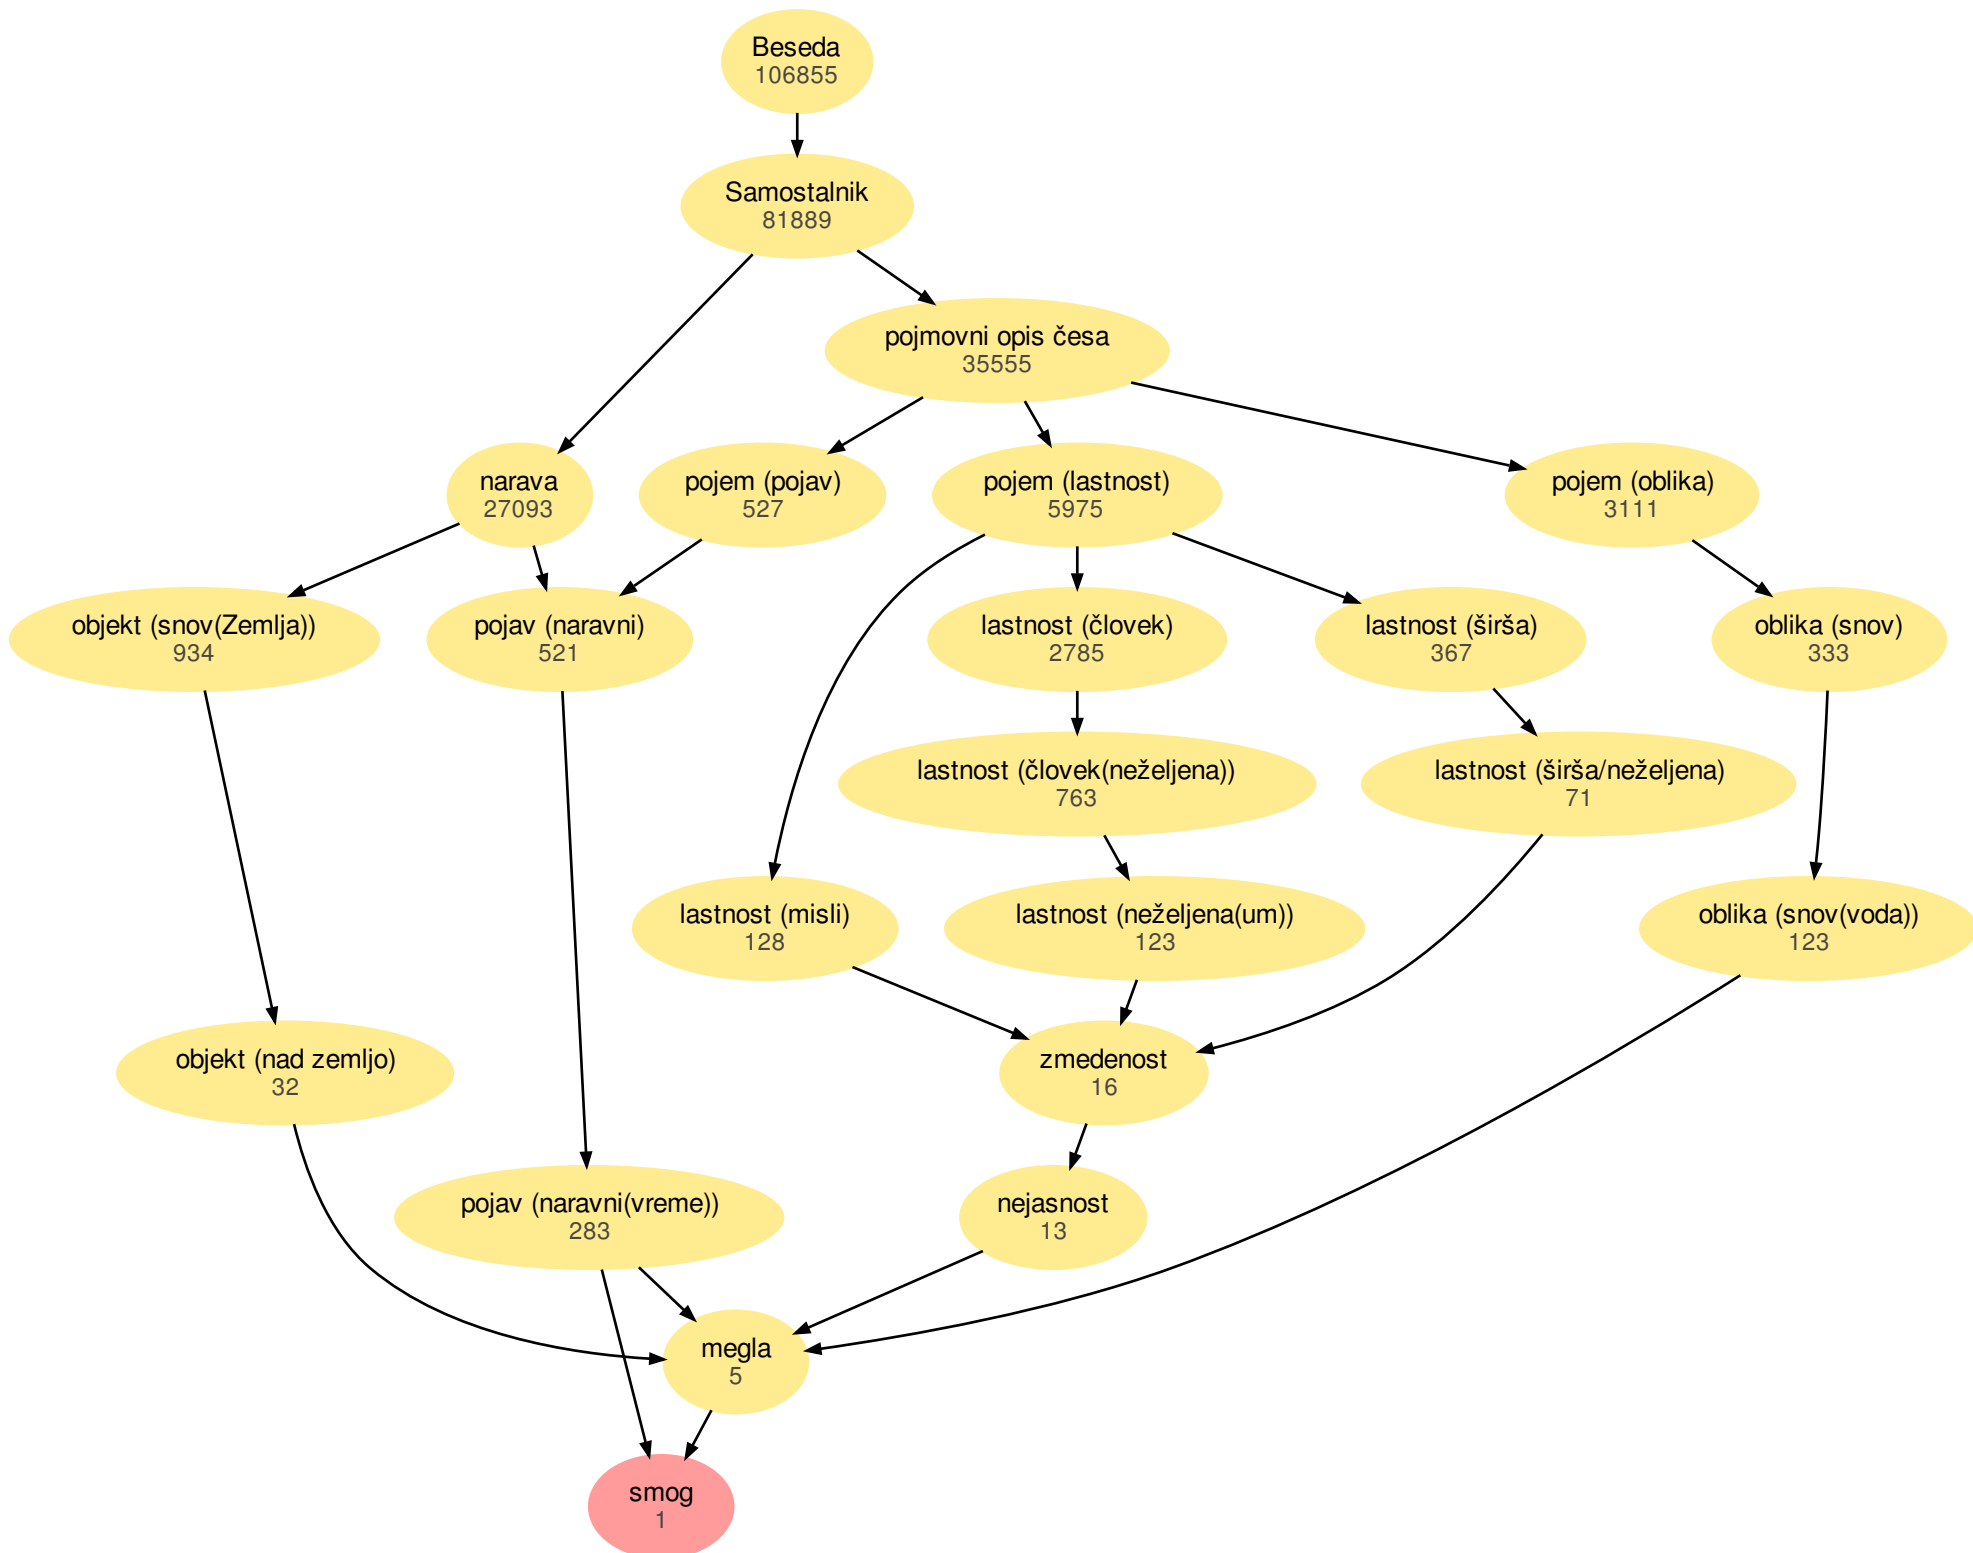 Beseda
106855
Samostalnik
81889
pojmovni opis česa
35555
narava
27093
pojem (pojav)
527
pojem (lastnost)
5975
pojem (oblika)
3111
objekt (snov(Zemlja))
934
pojav (naravni)
521
lastnost (človek)
2785
lastnost (širša)
367
oblika (snov)
333
lastnost (človek(neželjena))
763
lastnost (širša/neželjena)
71
lastnost (misli)
128
lastnost (neželjena(um))
123
oblika (snov(voda))
123
objekt (nad zemljo)
32
zmedenost
16
pojav (naravni(vreme))
283
nejasnost
13
megla
5
smog
1